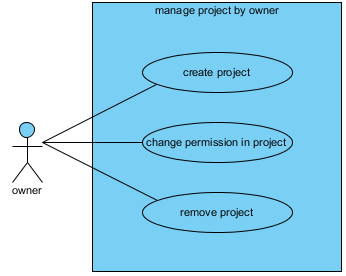 manage project by owner
create project
change permission in project
owner
remove project